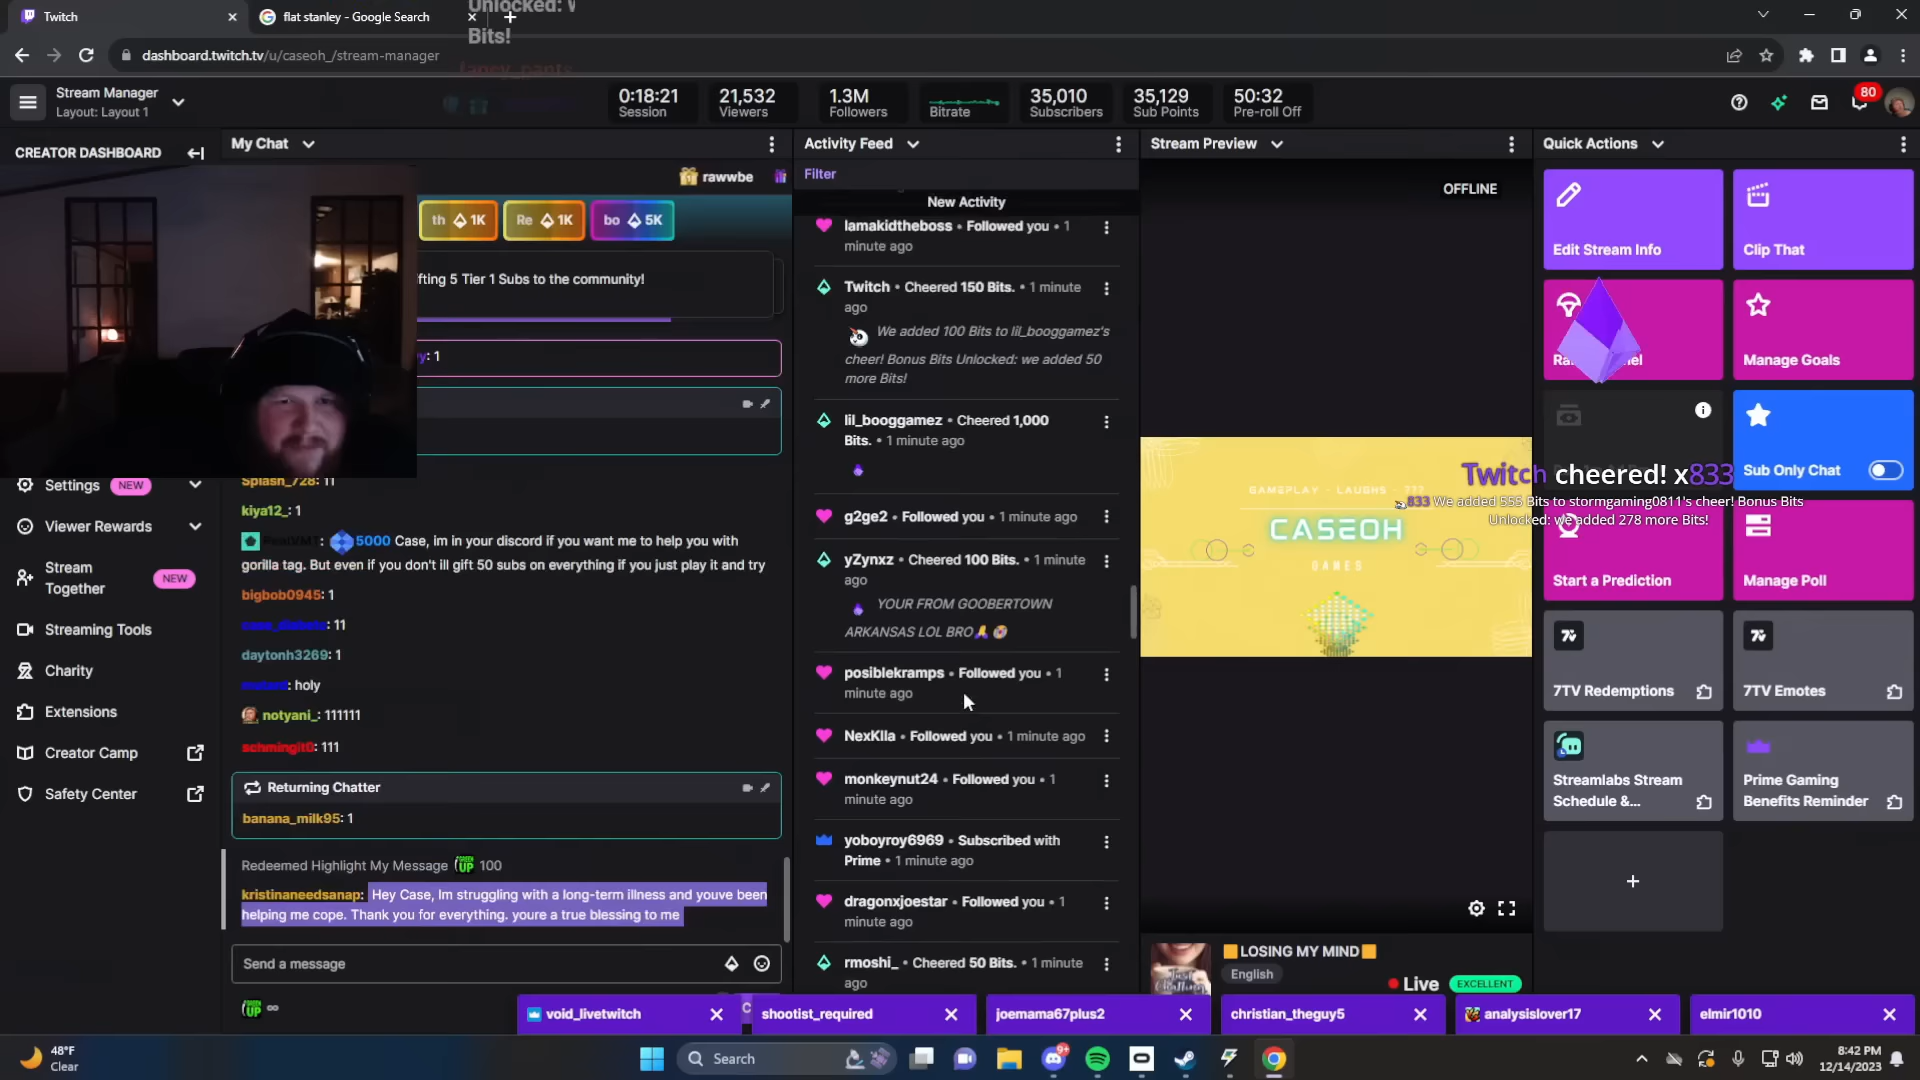 Twitch
flat stanley - Google Search
Unlocked: W
Bits!
dashboard.twitch.tv/u/caseoh_/stream-manager
Stream Manager
Layout: Layout 1
0:18:21
Session
21,532
Viewers
1.3M
Followers
Bitrate
35,010
Subscribers
35,129
Sub Points
50:32
Pre-roll Off
80
CREATOR DASHBOARD
Settings NEW
Viewer Rewards
Stream
Together NEW
Streaming Tools
Charity
Extensions
Creator Camp
Safety Center
My Chat
rawwbe
th 1K
Re 1K
bo 5K
fting 5 Tier 1 Subs to the community!
y: 1
Splash_728: 11
kiya12_: 1
5000 Case, im in your discord if you want me to help you with
gorilla tag. But even if you don't ill gift 50 subs on everything if you just play it and try
bigbob0945: 1
: 11
daytonh3269: 1
: holy
notyani_: 111111
schmingit0: 111
Returning Chatter
banana_milk95: 1
Redeemed Highlight My Message 100
kristinaneedsanap: Hey Case, Im struggling with a long-term illness and youve been
helping me cope. Thank you for everything. youre a true blessing to me
Send a message
∞
C
Activity Feed
Filter
New Activity
lamakidtheboss • Followed you • 1
minute ago
Twitch • Cheered 150 Bits. • 1 minute
ago
We added 100 Bits to lil_booggamez's
cheer! Bonus Bits Unlocked: we added 50
more Bits!
lil_booggamez • Cheered 1,000
Bits. • 1 minute ago
g2ge2 • Followed you • 1 minute ago
yZynxz • Cheered 100 Bits. • 1 minute
ago
YOUR FROM GOOBERTOWN
ARKANSAS LOL BRO
posiblekramps • Followed you • 1
minute ago
NexKlla • Followed you • 1 minute ago
monkeynut24 • Followed you • 1
minute ago
yoboyroy6969 • Subscribed with
Prime • 1 minute ago
dragonxjoestar • Followed you • 1
minute ago
rmoshi_ • Cheered 50 Bits. • 1 minute
ago
Stream Preview
OFFLINE
GAMEPLAY - LAUGHS - ???
CASEOH
GAMES
Twitch cheered! x833
833 We added 555 Bits to stormgaming0811's cheer! Bonus Bits
Unlocked: we added 278 more Bits!
LOSING MY MIND
English
Live EXCELLENT
Quick Actions
Edit Stream Info
Clip That
Manage Goals
Sub Only Chat
Start a Prediction
Manage Poll
7TV Redemptions
7TV Emotes
Streamlabs Stream
Schedule &...
Prime Gaming
Benefits Reminder
void_livetwitch
shootist_required
joemama67plus2
christian_theguy5
analysislover17
elmir1010
48°F
Clear
Search
9+
8:42 PM
12/14/2023